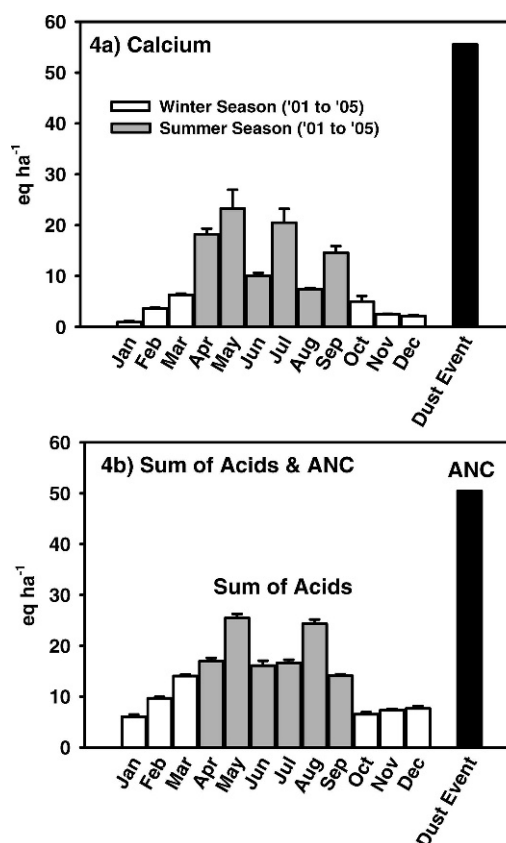 4a) Calcium
Winter Season ('01 to '05)
Summer Season ('01 to '05)
eq ha-1
60
50
40
30
20
10
0
Jan
Feb
Mar
Apr
May
Jun
Jul
Aug
Sep
Oct
Nov
Dec
Dust Event
4b) Sum of Acids & ANC
ANC
Sum of Acids
eq ha-1
60
50
40
30
20
10
0
Jan
Feb
Mar
Apr
May
Jun
Jul
Aug
Sep
Oct
Nov
Dec
Dust Event